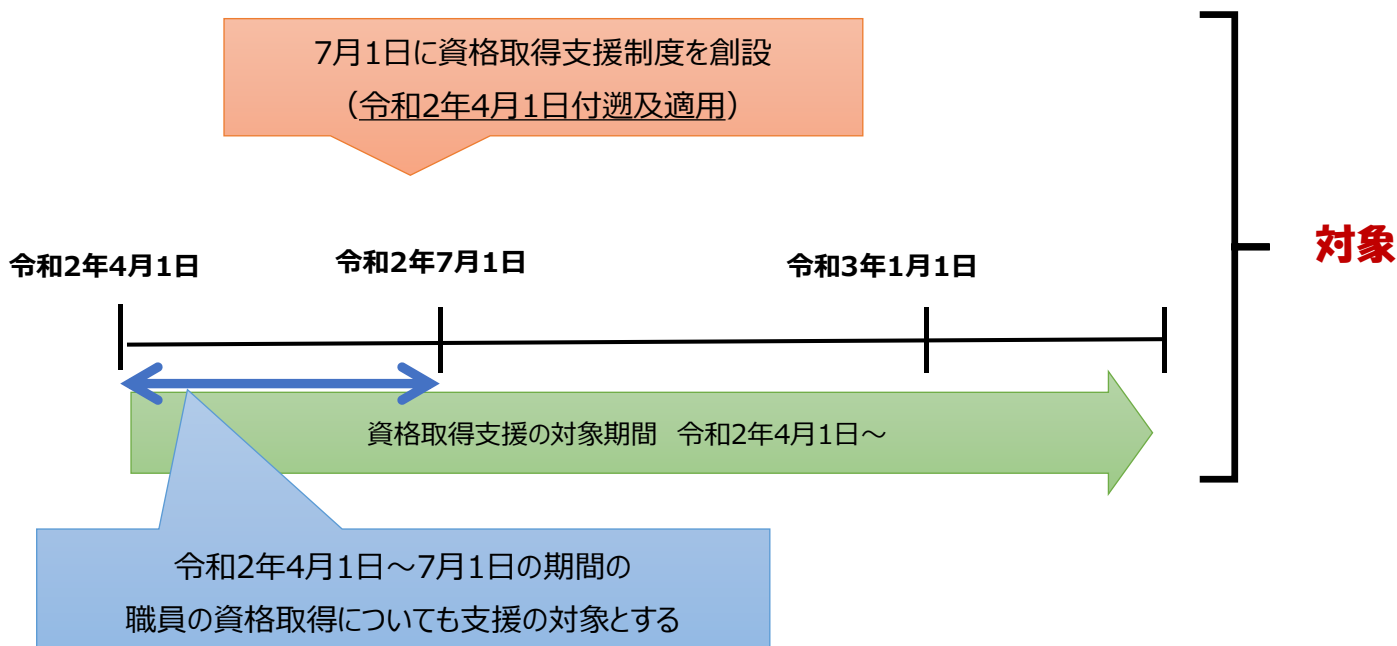 7月1日に資格取得支援制度を創設
（令和2年4月1日付遡及適用）
対象
令和2年4月1日
令和2年7月1日
令和3年1月1日
資格取得支援の対象期間　令和2年4月1日～
令和2年4月1日～7月1日の期間の
職員の資格取得についても支援の対象とする